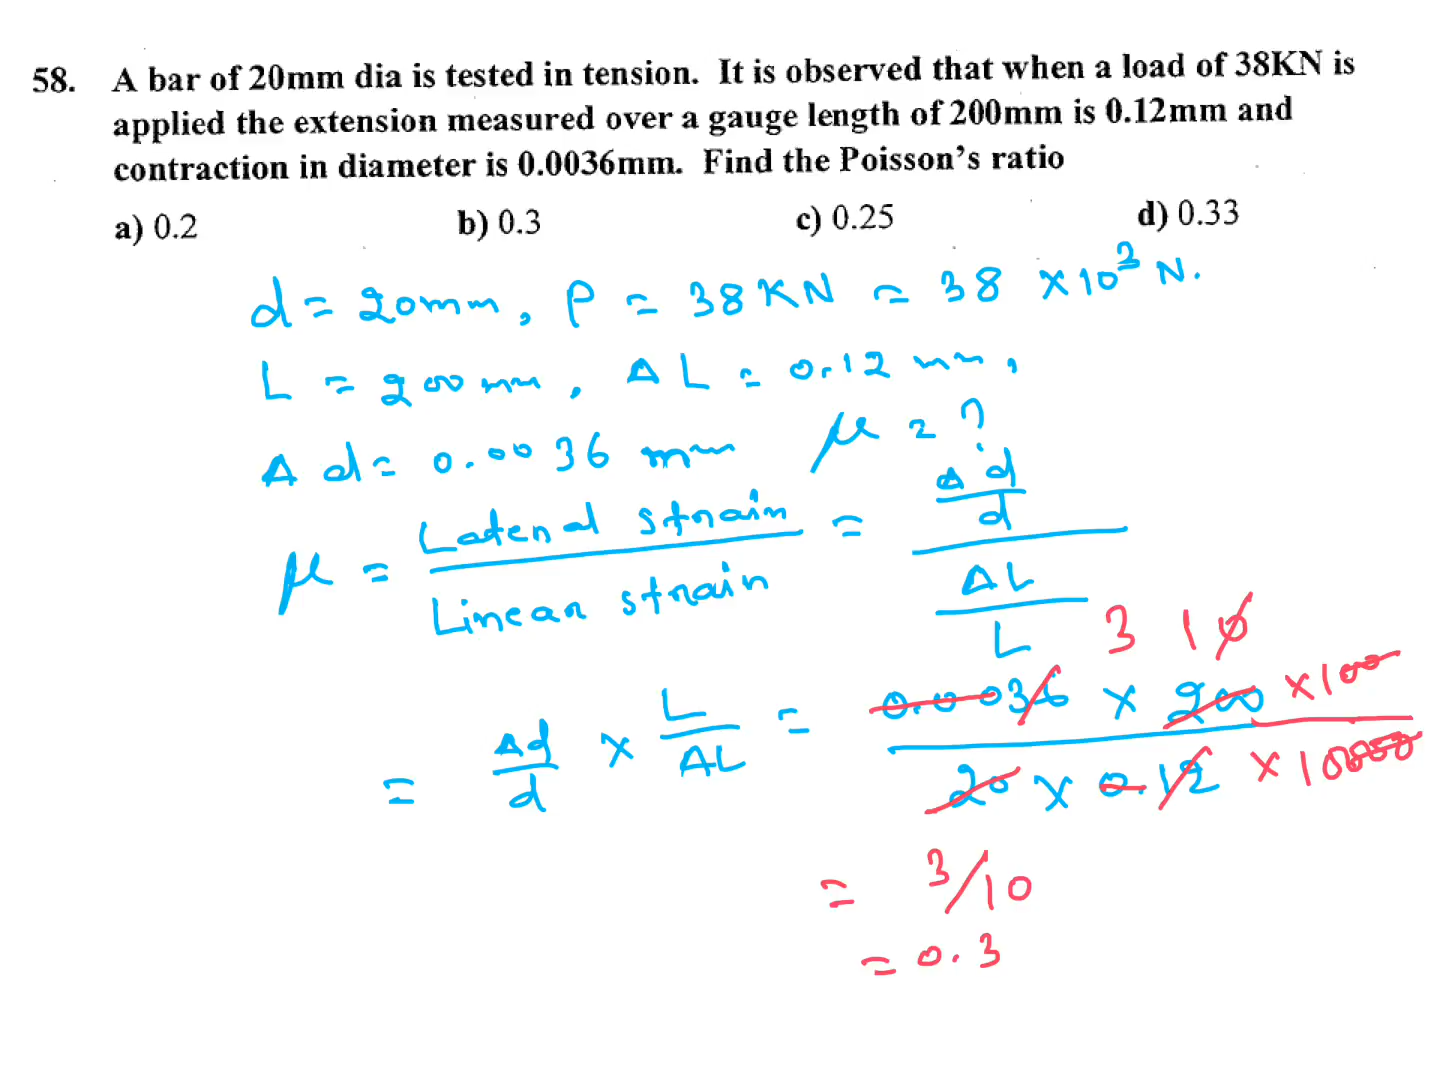 58. A bar of 20mm dia is tested in tension. It is observed that when a load of 38KN is
applied the extension measured over a gauge length of 200mm is 0.12mm and
contraction in diameter is 0.0036mm. Find the Poisson's ratio
a) 0.2 b) 0.3 c) 0.25 d) 0.33
d = 20mm, P = 38KN = 38 × 10³ N.
L = 200 mm, ΔL = 0.12 mm,
Δd = 0.0036 mm μ = ?
μ = Lateral strain / Linear strain = Δd/d / ΔL/L
3 10
= Δd/d × L/ΔL = 0.0036 × 200 × 100 / 20 × 0.12 × 10000
= 3/10
= 0.3